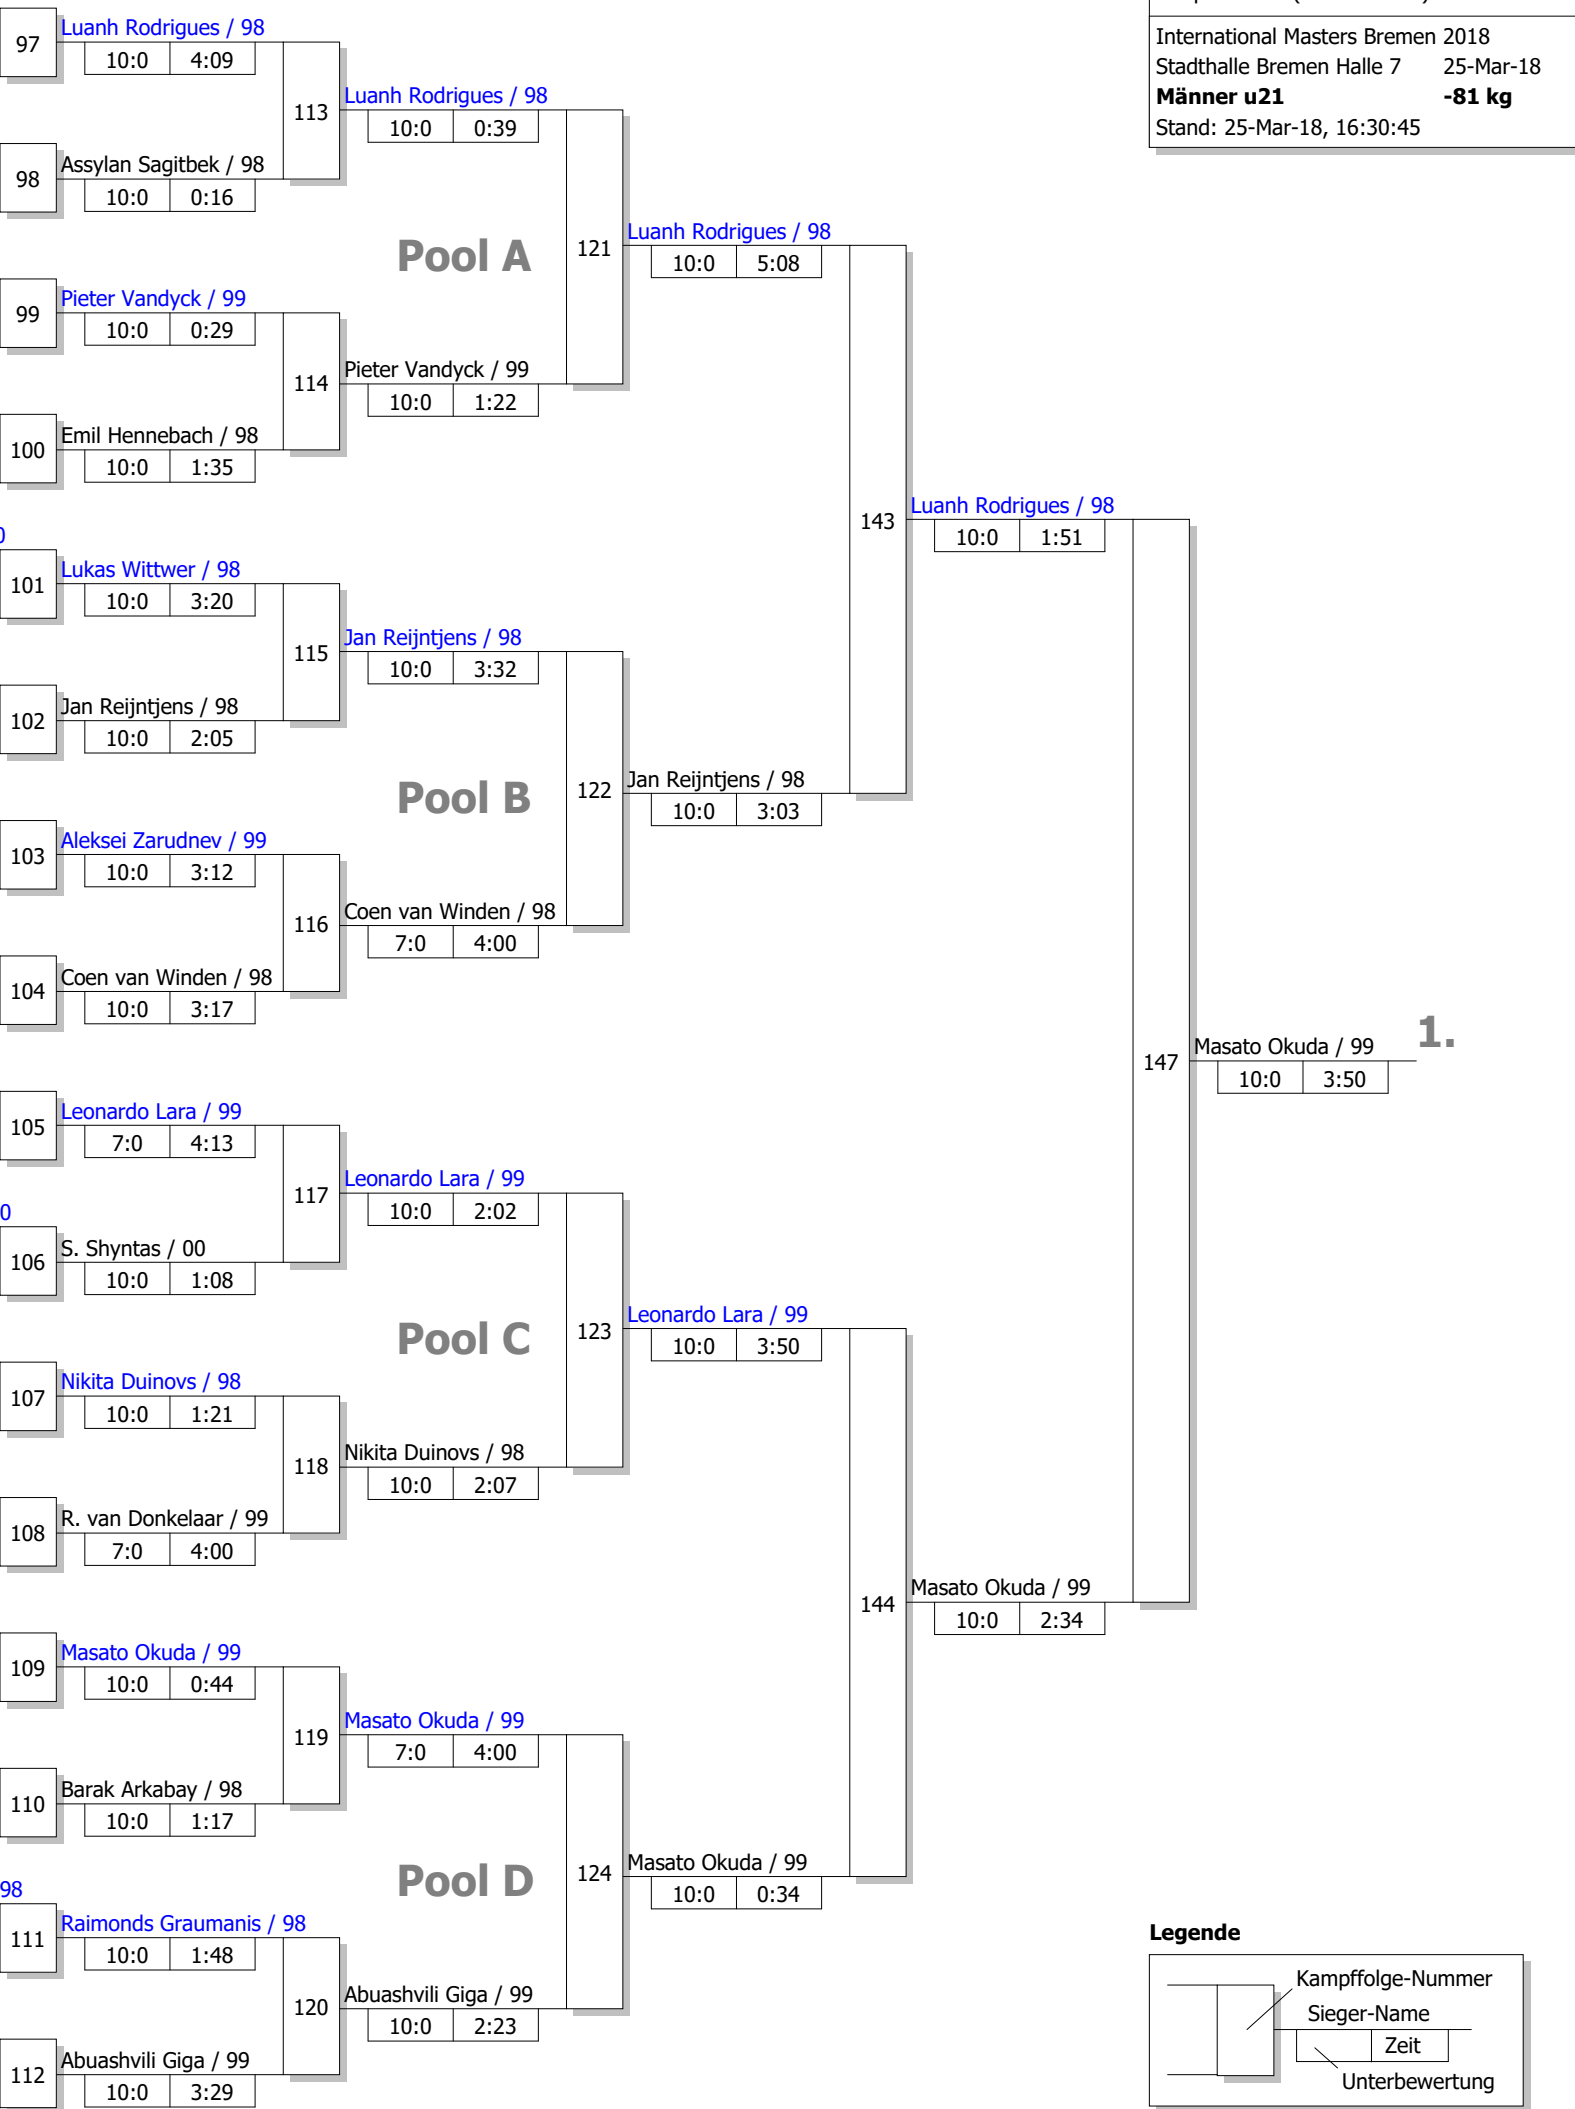 International Masters Bremen 2018
Stadthalle Bremen Halle 7 25-Mar-18
Männer u21 -81 kg
Stand: 25-Mar-18, 16:30:45
97 Luanh Rodrigues / 98
10:0 4:09
113 Luanh Rodrigues / 98
10:0 0:39
98 Assylan Sagitbek / 98
10:0 0:16
Pool A
121 Luanh Rodrigues / 98
10:0 5:08
99 Pieter Vandyck / 99
10:0 0:29
114 Pieter Vandyck / 99
10:0 1:22
100 Emil Hennebach / 98
10:0 1:35
143 Luanh Rodrigues / 98
10:0 1:51
0
101 Lukas Wittwer / 98
10:0 3:20
115 Jan Reijntjens / 98
10:0 3:32
102 Jan Reijntjens / 98
10:0 2:05
Pool B
122 Jan Reijntjens / 98
10:0 3:03
103 Aleksei Zarudnev / 99
10:0 3:12
116 Coen van Winden / 98
7:0 4:00
104 Coen van Winden / 98
10:0 3:17
147 Masato Okuda / 99 1.
10:0 3:50
105 Leonardo Lara / 99
7:0 4:13
117 Leonardo Lara / 99
10:0 2:02
0
106 S. Shyntas / 00
10:0 1:08
Pool C
123 Leonardo Lara / 99
10:0 3:50
107 Nikita Duinovs / 98
10:0 1:21
118 Nikita Duinovs / 98
10:0 2:07
108 R. van Donkelaar / 99
7:0 4:00
144 Masato Okuda / 99
10:0 2:34
109 Masato Okuda / 99
10:0 0:44
119 Masato Okuda / 99
7:0 4:00
110 Barak Arkabay / 98
10:0 1:17
Pool D
124 Masato Okuda / 99
10:0 0:34
98
111 Raimonds Graumanis / 98
10:0 1:48
120 Abuashvili Giga / 99
10:0 2:23
112 Abuashvili Giga / 99
10:0 3:29
Legende
Kampffolge-Nummer
Sieger-Name
Zeit
Unterbewertung